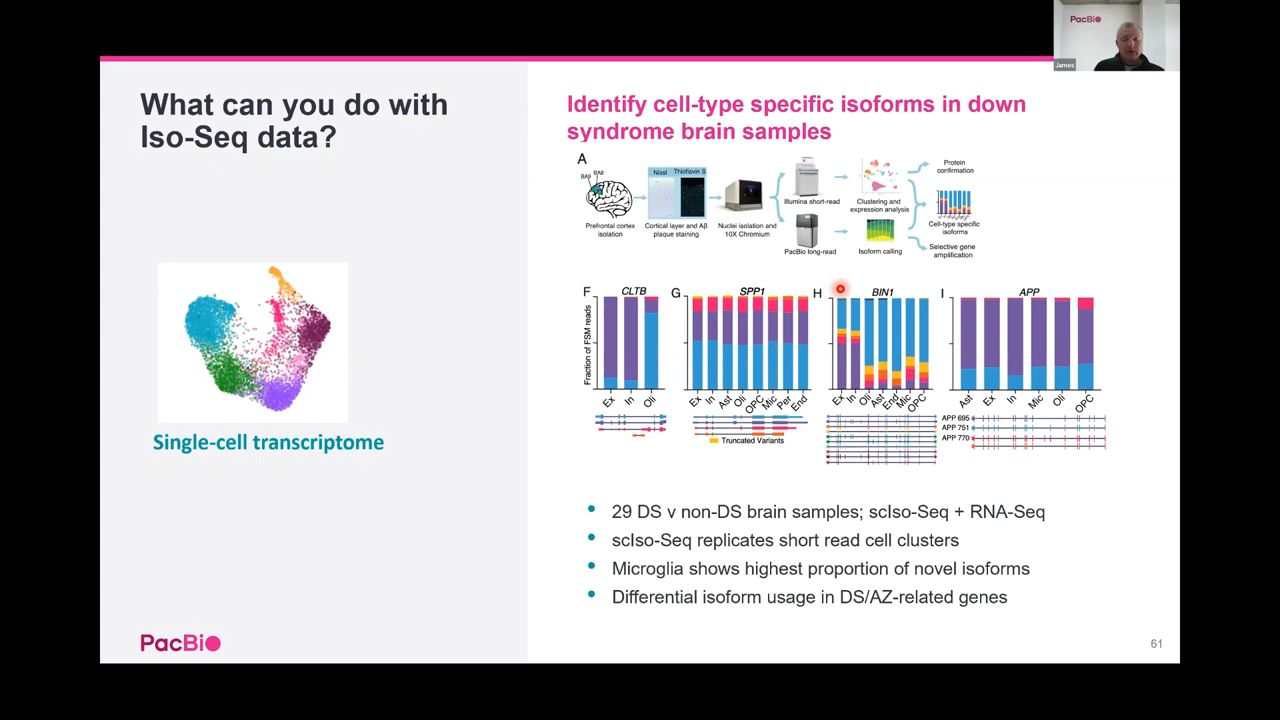 PacBio
James
What can you do with
Iso-Seq data?
Single-cell transcriptome
PacBio
Identify cell-type specific isoforms in down
syndrome brain samples
A
BA9
BA8
Prefrontal cortex
isolation
Nissl
Thioflavin S
Cortical layer and Aβ
plaque staining
Nuclei isolation and
10X Chromium
Illumina short-read
PacBio long-read
Clustering and
expression analysis
Isoform calling
Protein
confirmation
Cell-type specific
isoforms
Selective gene
amplification
F
CLTB
Fraction of FSM reads
Ex
In
Oli
G
SPP1
Ex
In
Ast
Oli
OPC
Mic
Per
End
Truncated Variants
H
BIN1
Ex
In
Oli
Ast
End
Mic
OPC
I
APP
Ast
Ex
In
Mic
Oli
OPC
APP 695
APP 751
APP 770
• 29 DS v non-DS brain samples; scIso-Seq + RNA-Seq
• scIso-Seq replicates short read cell clusters
• Microglia shows highest proportion of novel isoforms
• Differential isoform usage in DS/AZ-related genes
61